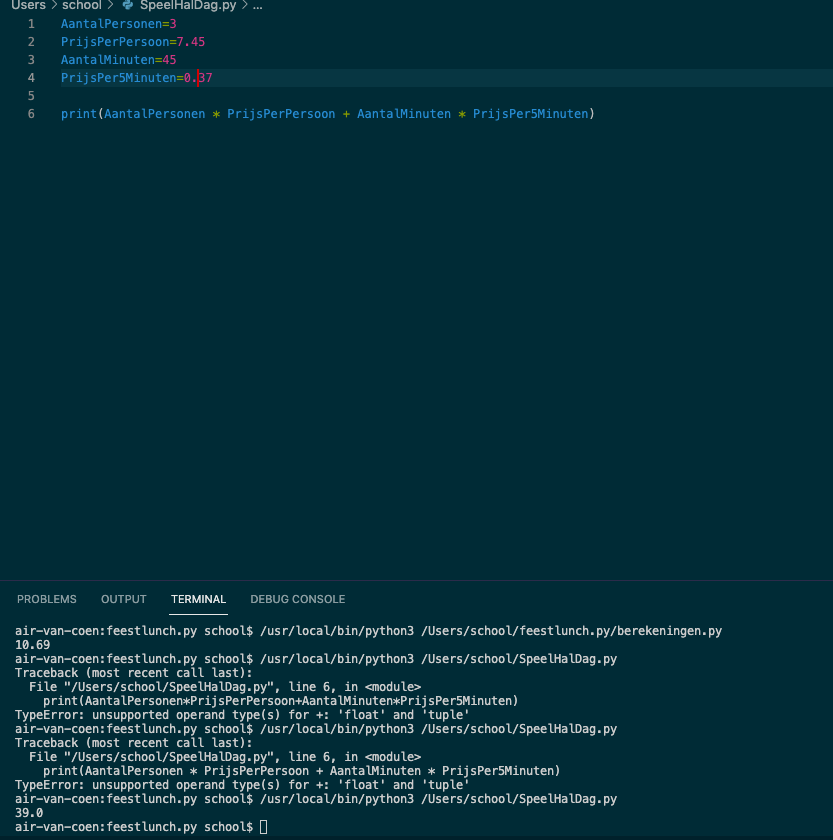 Users > school > SpeelHalDag.py > ...
1 AantalPersonen=3
2 PrijsPerPersoon=7.45
3 AantalMinuten=45
4 PrijsPer5Minuten=0.37
5
6 print(AantalPersonen * PrijsPerPersoon + AantalMinuten * PrijsPer5Minuten)
PROBLEMS OUTPUT TERMINAL DEBUG CONSOLE
air-van-coen:feestlunch.py school$ /usr/local/bin/python3 /Users/school/feestlunch.py/berekeningen.py
10.69
air-van-coen:feestlunch.py school$ /usr/local/bin/python3 /Users/school/SpeelHalDag.py
Traceback (most recent call last):
  File "/Users/school/SpeelHalDag.py", line 6, in <module>
    print(AantalPersonen*PrijsPerPersoon+AantalMinuten*PrijsPer5Minuten)
TypeError: unsupported operand type(s) for +: 'float' and 'tuple'
air-van-coen:feestlunch.py school$ /usr/local/bin/python3 /Users/school/SpeelHalDag.py
Traceback (most recent call last):
  File "/Users/school/SpeelHalDag.py", line 6, in <module>
    print(AantalPersonen * PrijsPerPersoon + AantalMinuten * PrijsPer5Minuten)
TypeError: unsupported operand type(s) for +: 'float' and 'tuple'
air-van-coen:feestlunch.py school$ /usr/local/bin/python3 /Users/school/SpeelHalDag.py
39.0
air-van-coen:feestlunch.py school$